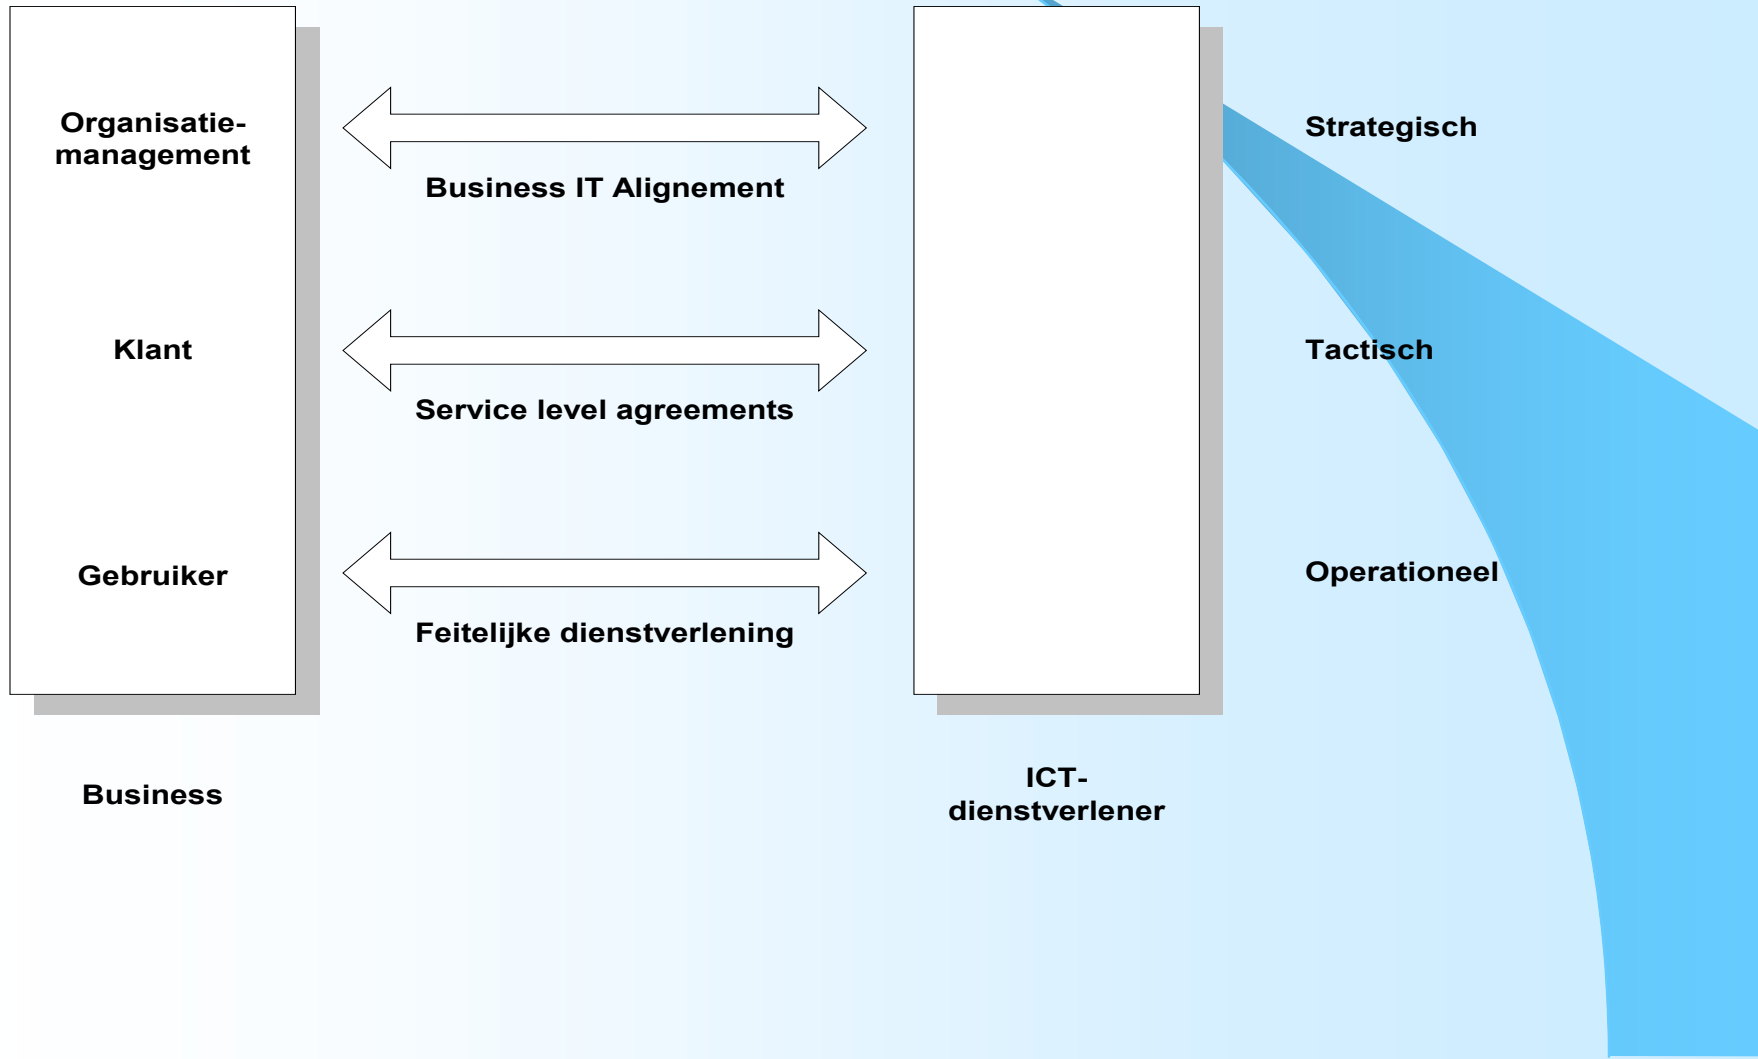 Organisatie-
management
Business IT Alignement
Strategisch
Klant
Service level agreements
Tactisch
Gebruiker
Feitelijke dienstverlening
Operationeel
Business
ICT-
dienstverlener